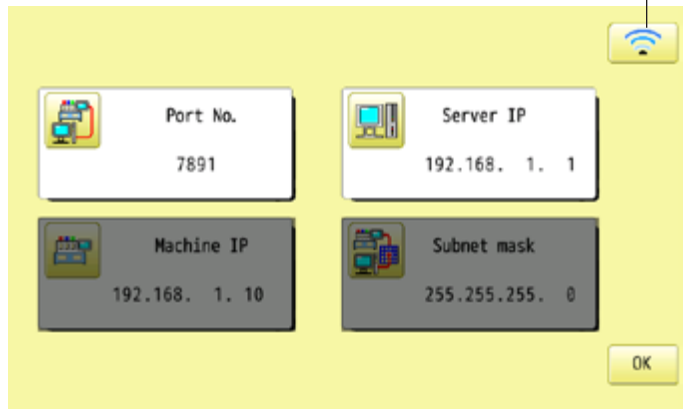 Port No.
7891
Server IP
192.168. 1. 1
Machine IP
192.168. 1. 10
Subnet mask
255.255.255. 0
OK